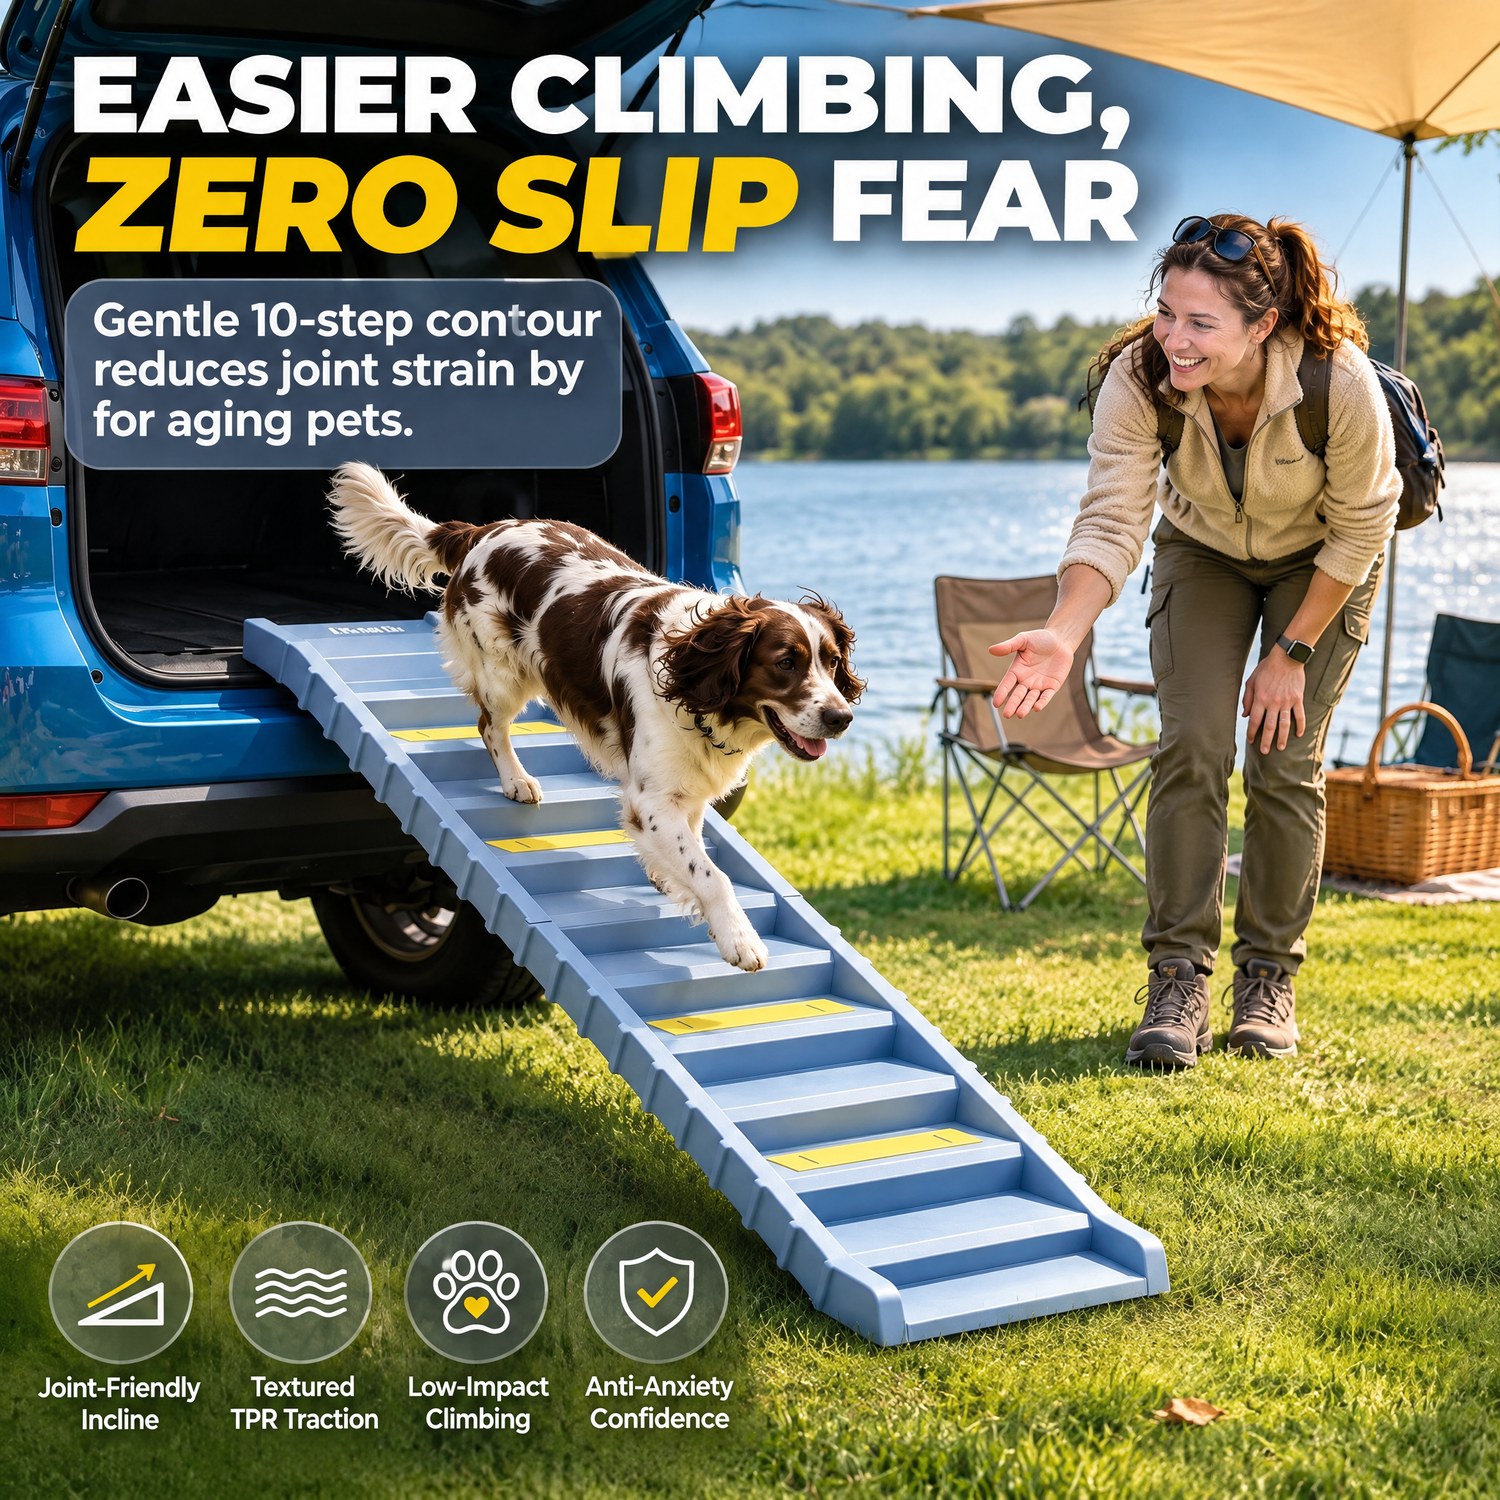 EASIER CLIMBING,
ZERO SLIP FEAR
Gentle 10-step contour
reduces joint strain by
for aging pets.
Joint-Friendly
Incline
Textured
TPR Traction
Low-Impact
Climbing
Anti-Anxiety
Confidence